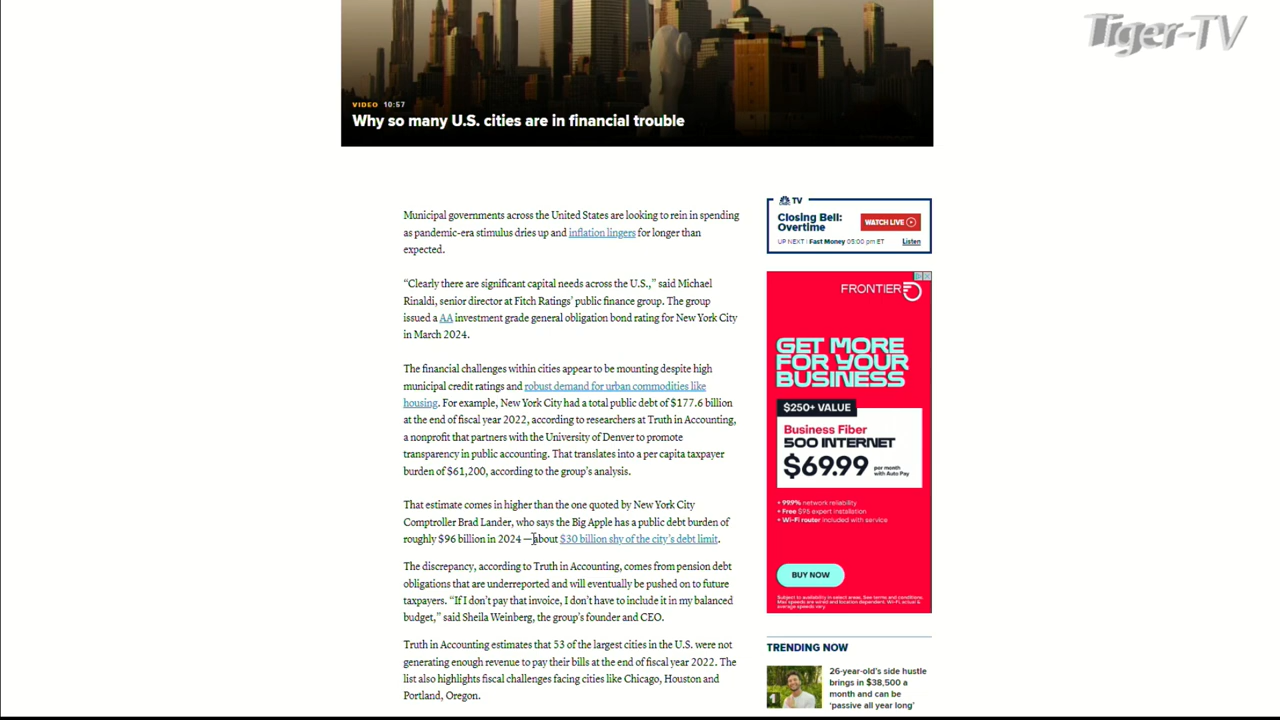 Tiger-TV
VIDEO 10:57
Why so many U.S. cities are in financial trouble
Municipal governments across the United States are looking to rein in spending
as pandemic-era stimulus dries up and inflation lingers for longer than
expected.
“Clearly there are significant capital needs across the U.S.,” said Michael
Rinaldi, senior director at Fitch Ratings’ public finance group. The group
issued a AA investment grade general obligation bond rating for New York City
in March 2024.
The financial challenges within cities appear to be mounting despite high
municipal credit ratings and robust demand for urban commodities like
housing. For example, New York City had a total public debt of $177.6 billion
at the end of fiscal year 2022, according to researchers at Truth in Accounting,
a nonprofit that partners with the University of Denver to promote
transparency in public accounting. That translates into a per capita taxpayer
burden of $61,200, according to the group’s analysis.
That estimate comes in higher than the one quoted by New York City
Comptroller Brad Lander, who says the Big Apple has a public debt burden of
roughly $96 billion in 2024 — about $30 billion shy of the city’s debt limit.
The discrepancy, according to Truth in Accounting, comes from pension debt
obligations that are underreported and will eventually be pushed on to future
taxpayers. “If I don’t pay that invoice, I don’t have to include it in my balanced
budget,” said Sheila Weinberg, the group’s founder and CEO.
Truth in Accounting estimates that 53 of the largest cities in the U.S. were not
generating enough revenue to pay their bills at the end of fiscal year 2022. The
list also highlights fiscal challenges facing cities like Chicago, Houston and
Portland, Oregon.
TV
Closing Bell:
Overtime
WATCH LIVE
UP NEXT | Fast Money 05:00 pm ET
Listen
FRONTIER
GET MORE
FOR YOUR
BUSINESS
$250+ VALUE
Business Fiber
500 INTERNET
$69.99
per month
with Auto Pay
• 99.9% network reliability
• Free $96 expert installation
• Wi-Fi router included with service
BUY NOW
Subject to availability in select areas. See terms and conditions.
Max speeds are wired and location dependent. Wi-Fi, actual &
average speeds vary.
TRENDING NOW
1
26-year-old’s side hustle
brings in $38,500 a
month and can be
‘passive all year long’